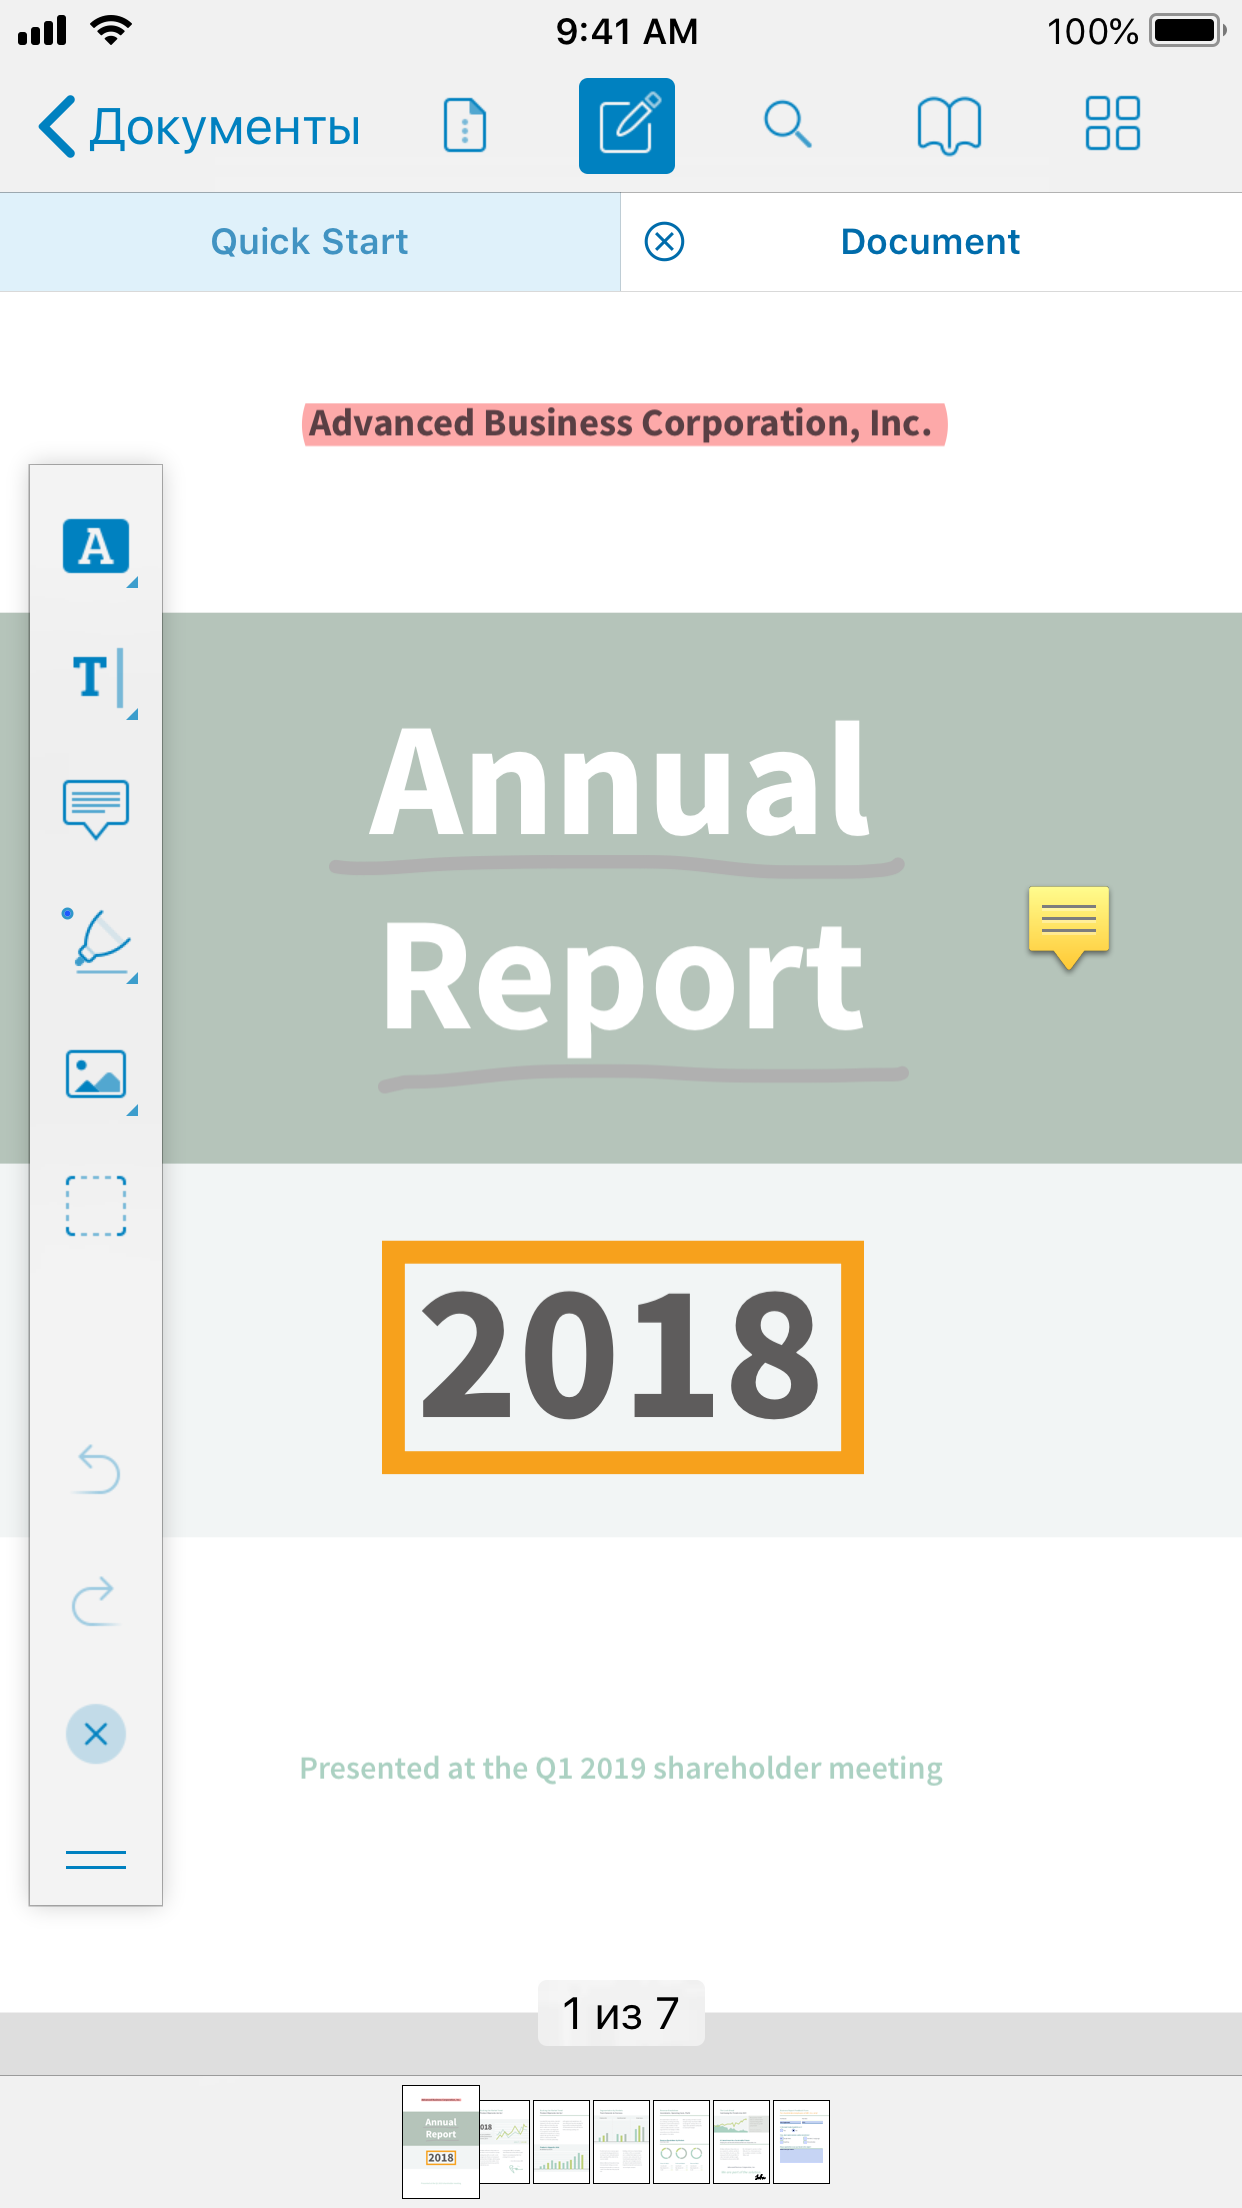 9:41 AM
100%
Документы
Quick Start
Document
Advanced Business Corporation, Inc.
A
T
Annual
Report
2018
Presented at the Q1 2019 shareholder meeting
1 из 7
Annual
Report
2018